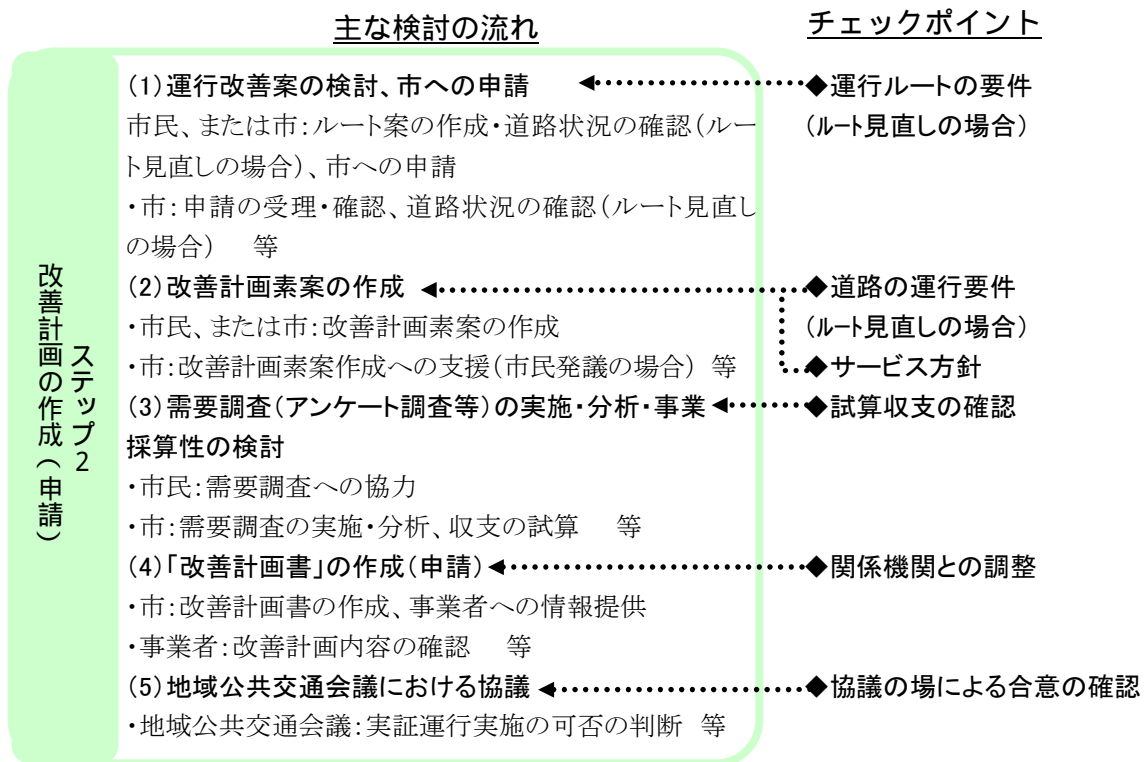 主な検討の流れ
チェックポイント
ステップ2
改善計画の作成(申請)
(1)運行改善案の検討、市への申請
◆運行ルートの要件
市民、または市:ルート案の作成・道路状況の確認(ルー
(ルート見直しの場合)
ト見直しの場合)、市への申請
・市:申請の受理・確認、道路状況の確認(ルート見直し
の場合) 等
(2)改善計画素案の作成
◆道路の運行要件
・市民、または市:改善計画素案の作成
(ルート見直しの場合)
・市:改善計画素案作成への支援(市民発議の場合) 等
◆サービス方針
(3)需要調査(アンケート調査等)の実施・分析・事業
◆試算収支の確認
採算性の検討
・市民:需要調査への協力
・市:需要調査の実施・分析、収支の試算 等
(4)「改善計画書」の作成(申請)
◆関係機関との調整
・市:改善計画書の作成、事業者への情報提供
・事業者:改善計画内容の確認 等
(5)地域公共交通会議における協議
◆協議の場による合意の確認
・地域公共交通会議:実証運行実施の可否の判断 等